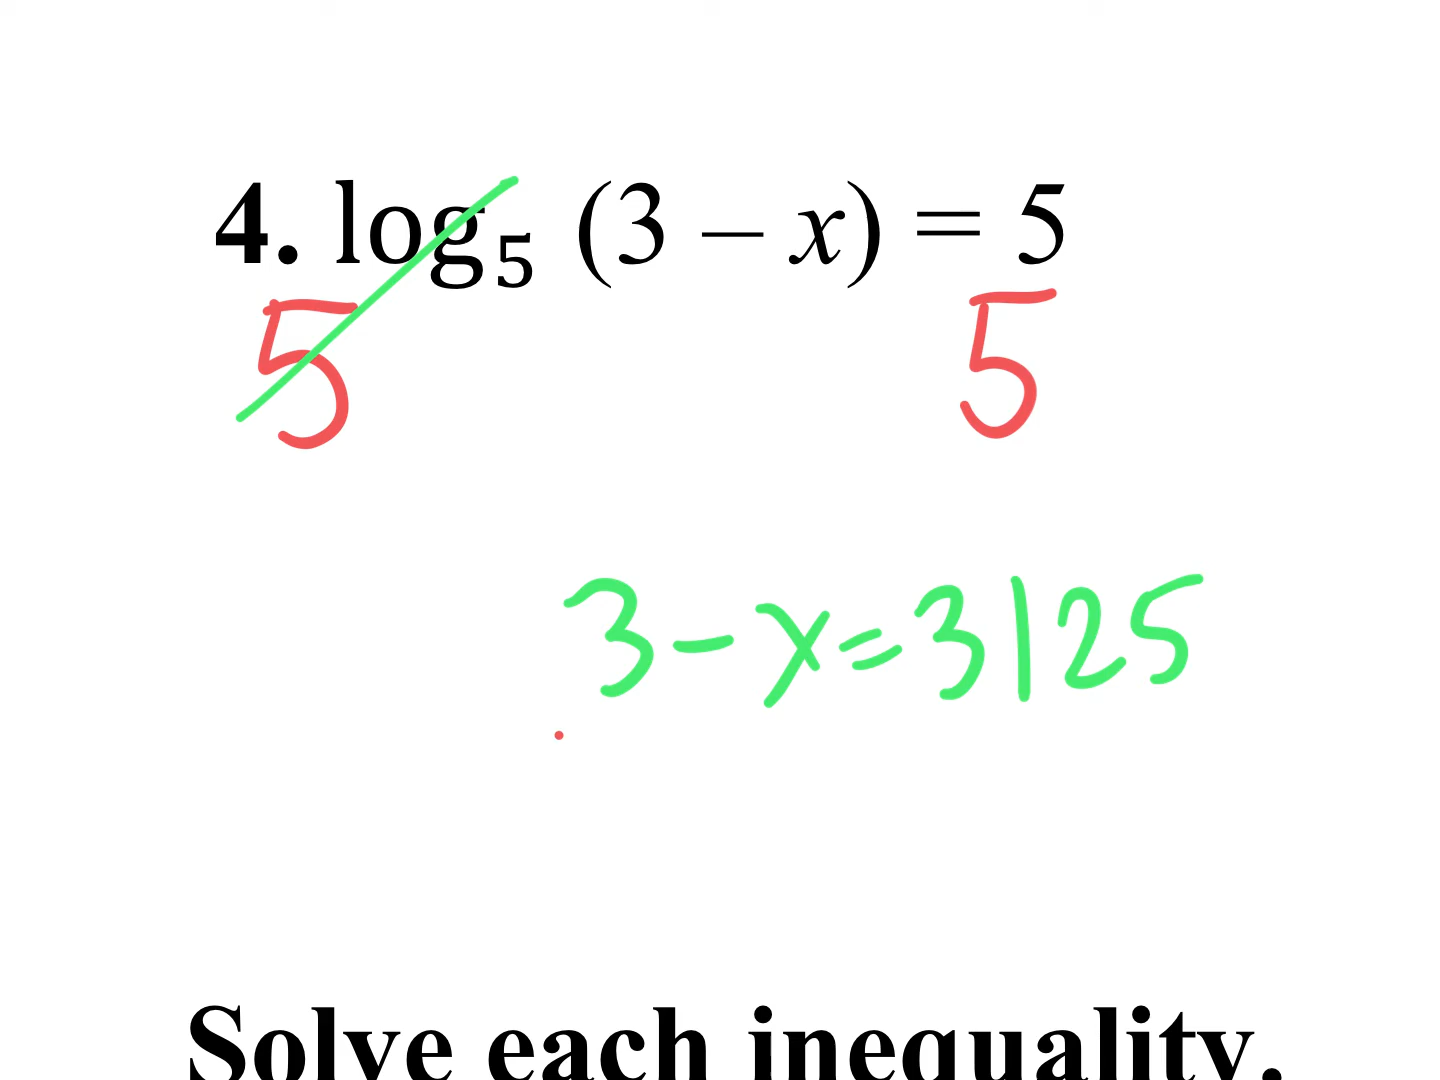 4. log₅ (3 – x) = 5
5 5
3 - x = 3125
Solve each inequality.